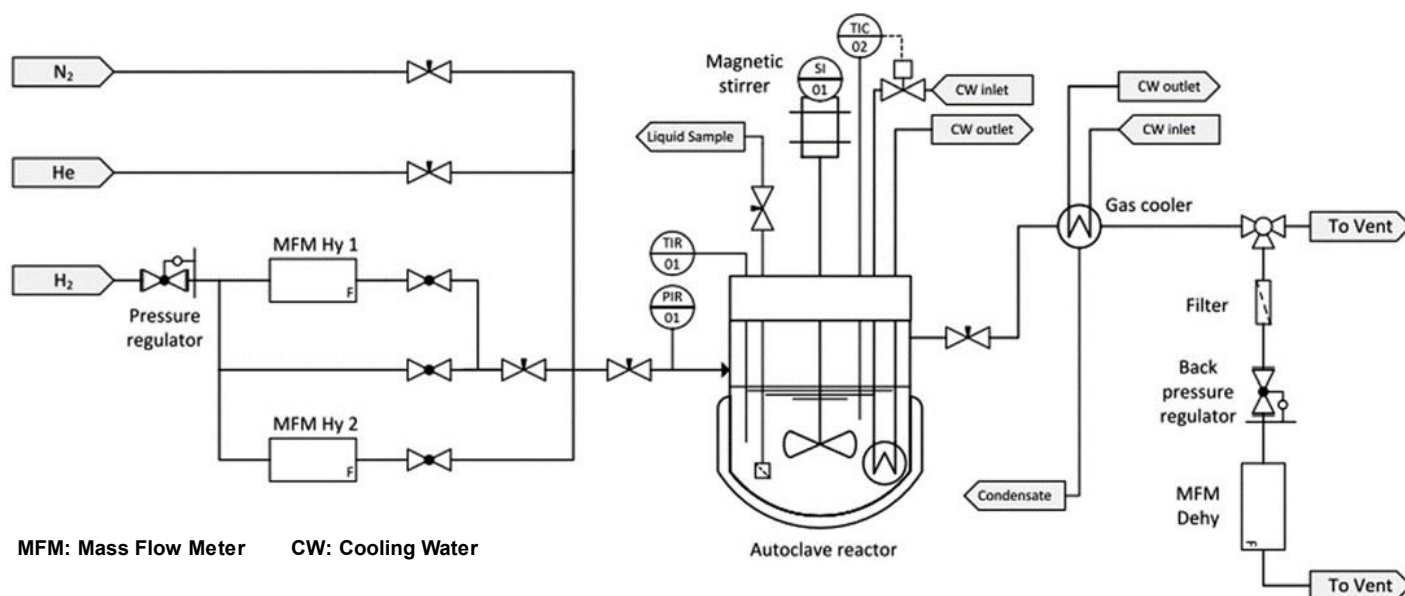 N₂
He
H₂
Pressure
regulator
MFM Hy 1
F
MFM Hy 2
F
MFM: Mass Flow Meter
CW: Cooling Water
Liquid Sample
Magnetic
stirrer
SI
01
TIC
02
CW inlet
CW outlet
TIR
01
PIR
01
Autoclave reactor
CW outlet
CW inlet
Gas cooler
Condensate
To Vent
Filter
Back
pressure
regulator
MFM
Dehy
F
To Vent